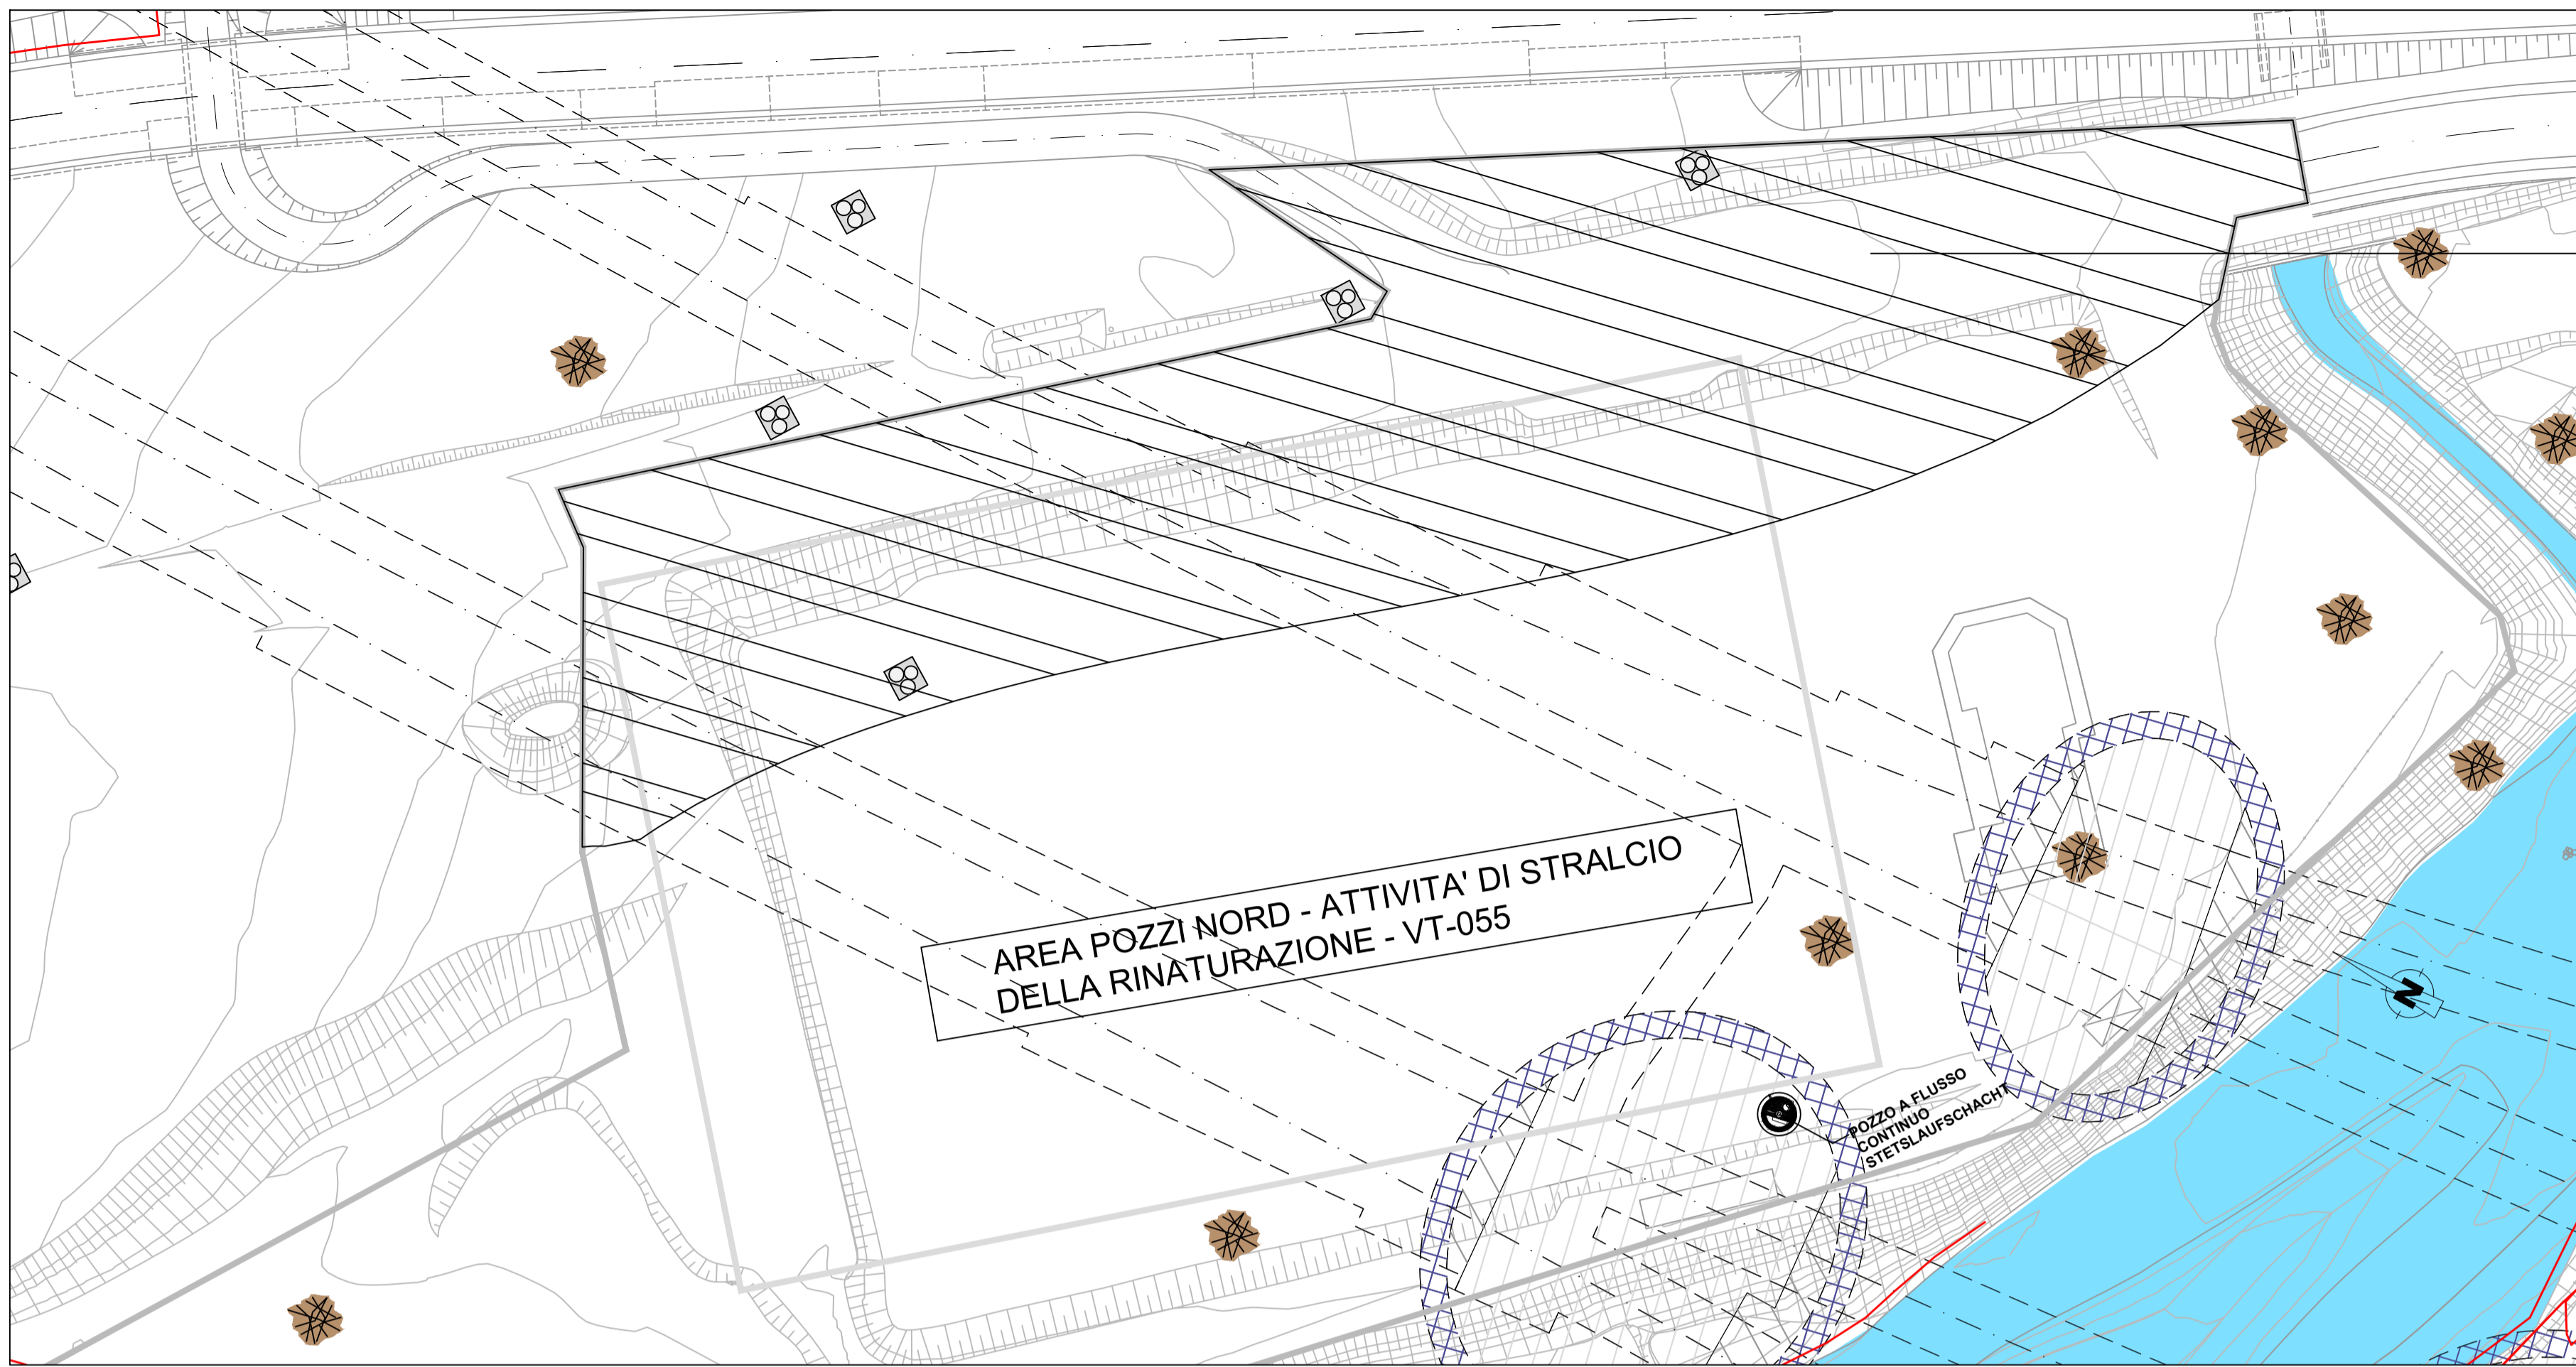 AREA POZZI NORD - ATTIVITA' DI STRALCIO
DELLA RINATURAZIONE - VT-055
POZZO A FLUSSO
CONTINUO
STETSLAUFSCHACHT
N